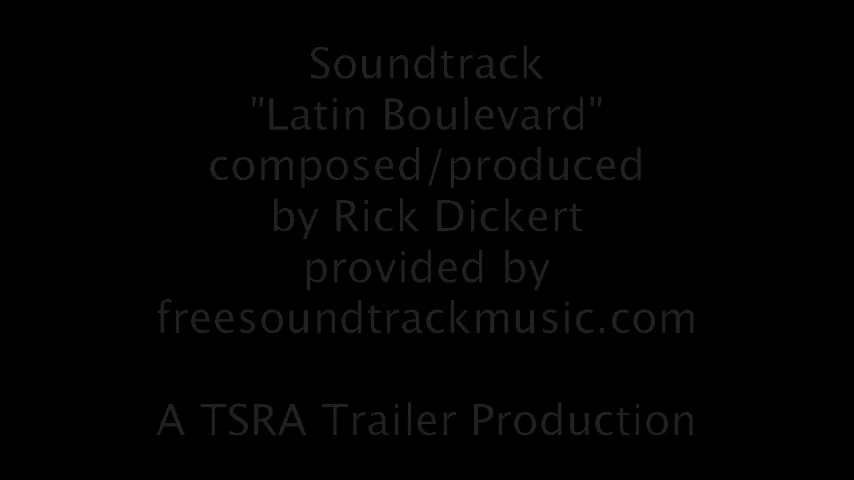 Soundtrack
"Latin Boulevard"
composed/produced
by Rick Dickert
provided by
freesoundtrackmusic.com
A TSRA Trailer Production